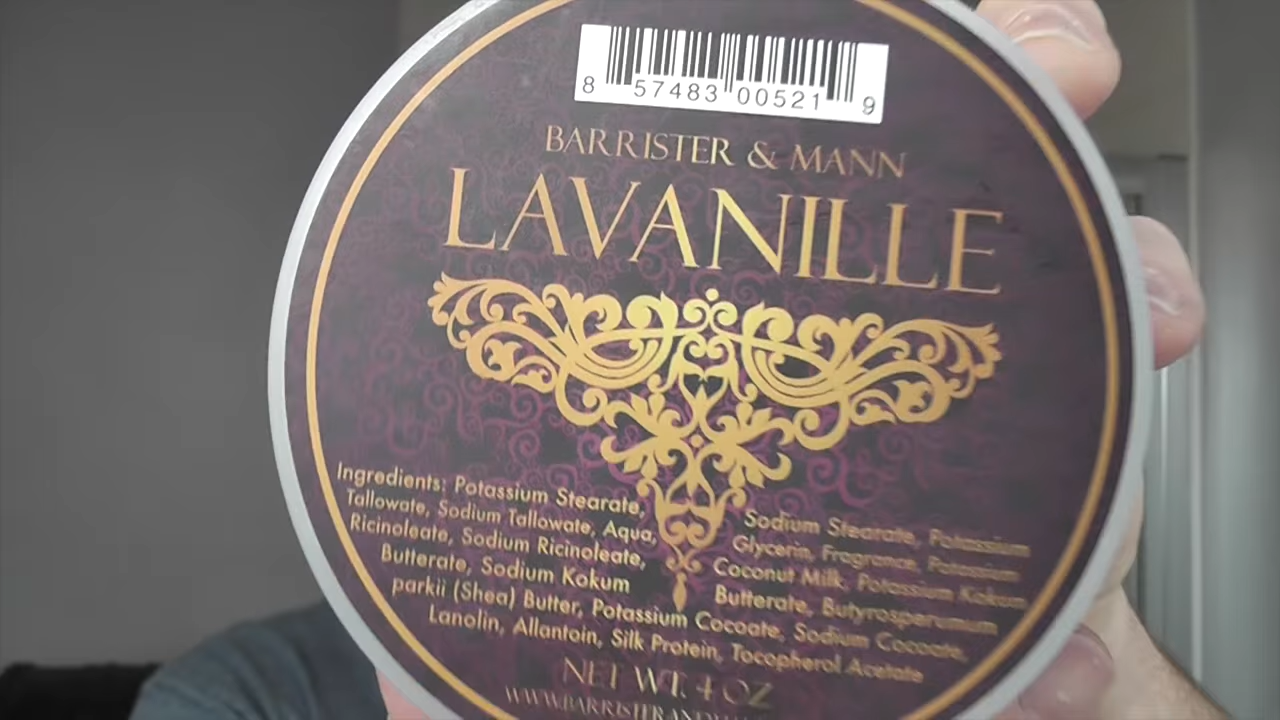 8 57483 00521 9
BARRISTER & MANN
LAVANILLE
Ingredients: Potassium Stearate, Sodium Stearate, Potassium
Tallowate, Sodium Tallowate, Aqua, Glycerin, Fragrance, Potassium
Ricinoleate, Sodium Ricinoleate, Coconut Milk, Potassium Kokum
Butterate, Sodium Kokum Butterate, Butyrospermum
parkii (Shea) Butter, Potassium Cocoate, Sodium Cocoate,
Lanolin, Allantoin, Silk Protein, Tocopherol Acetate
NET WT. 4 OZ